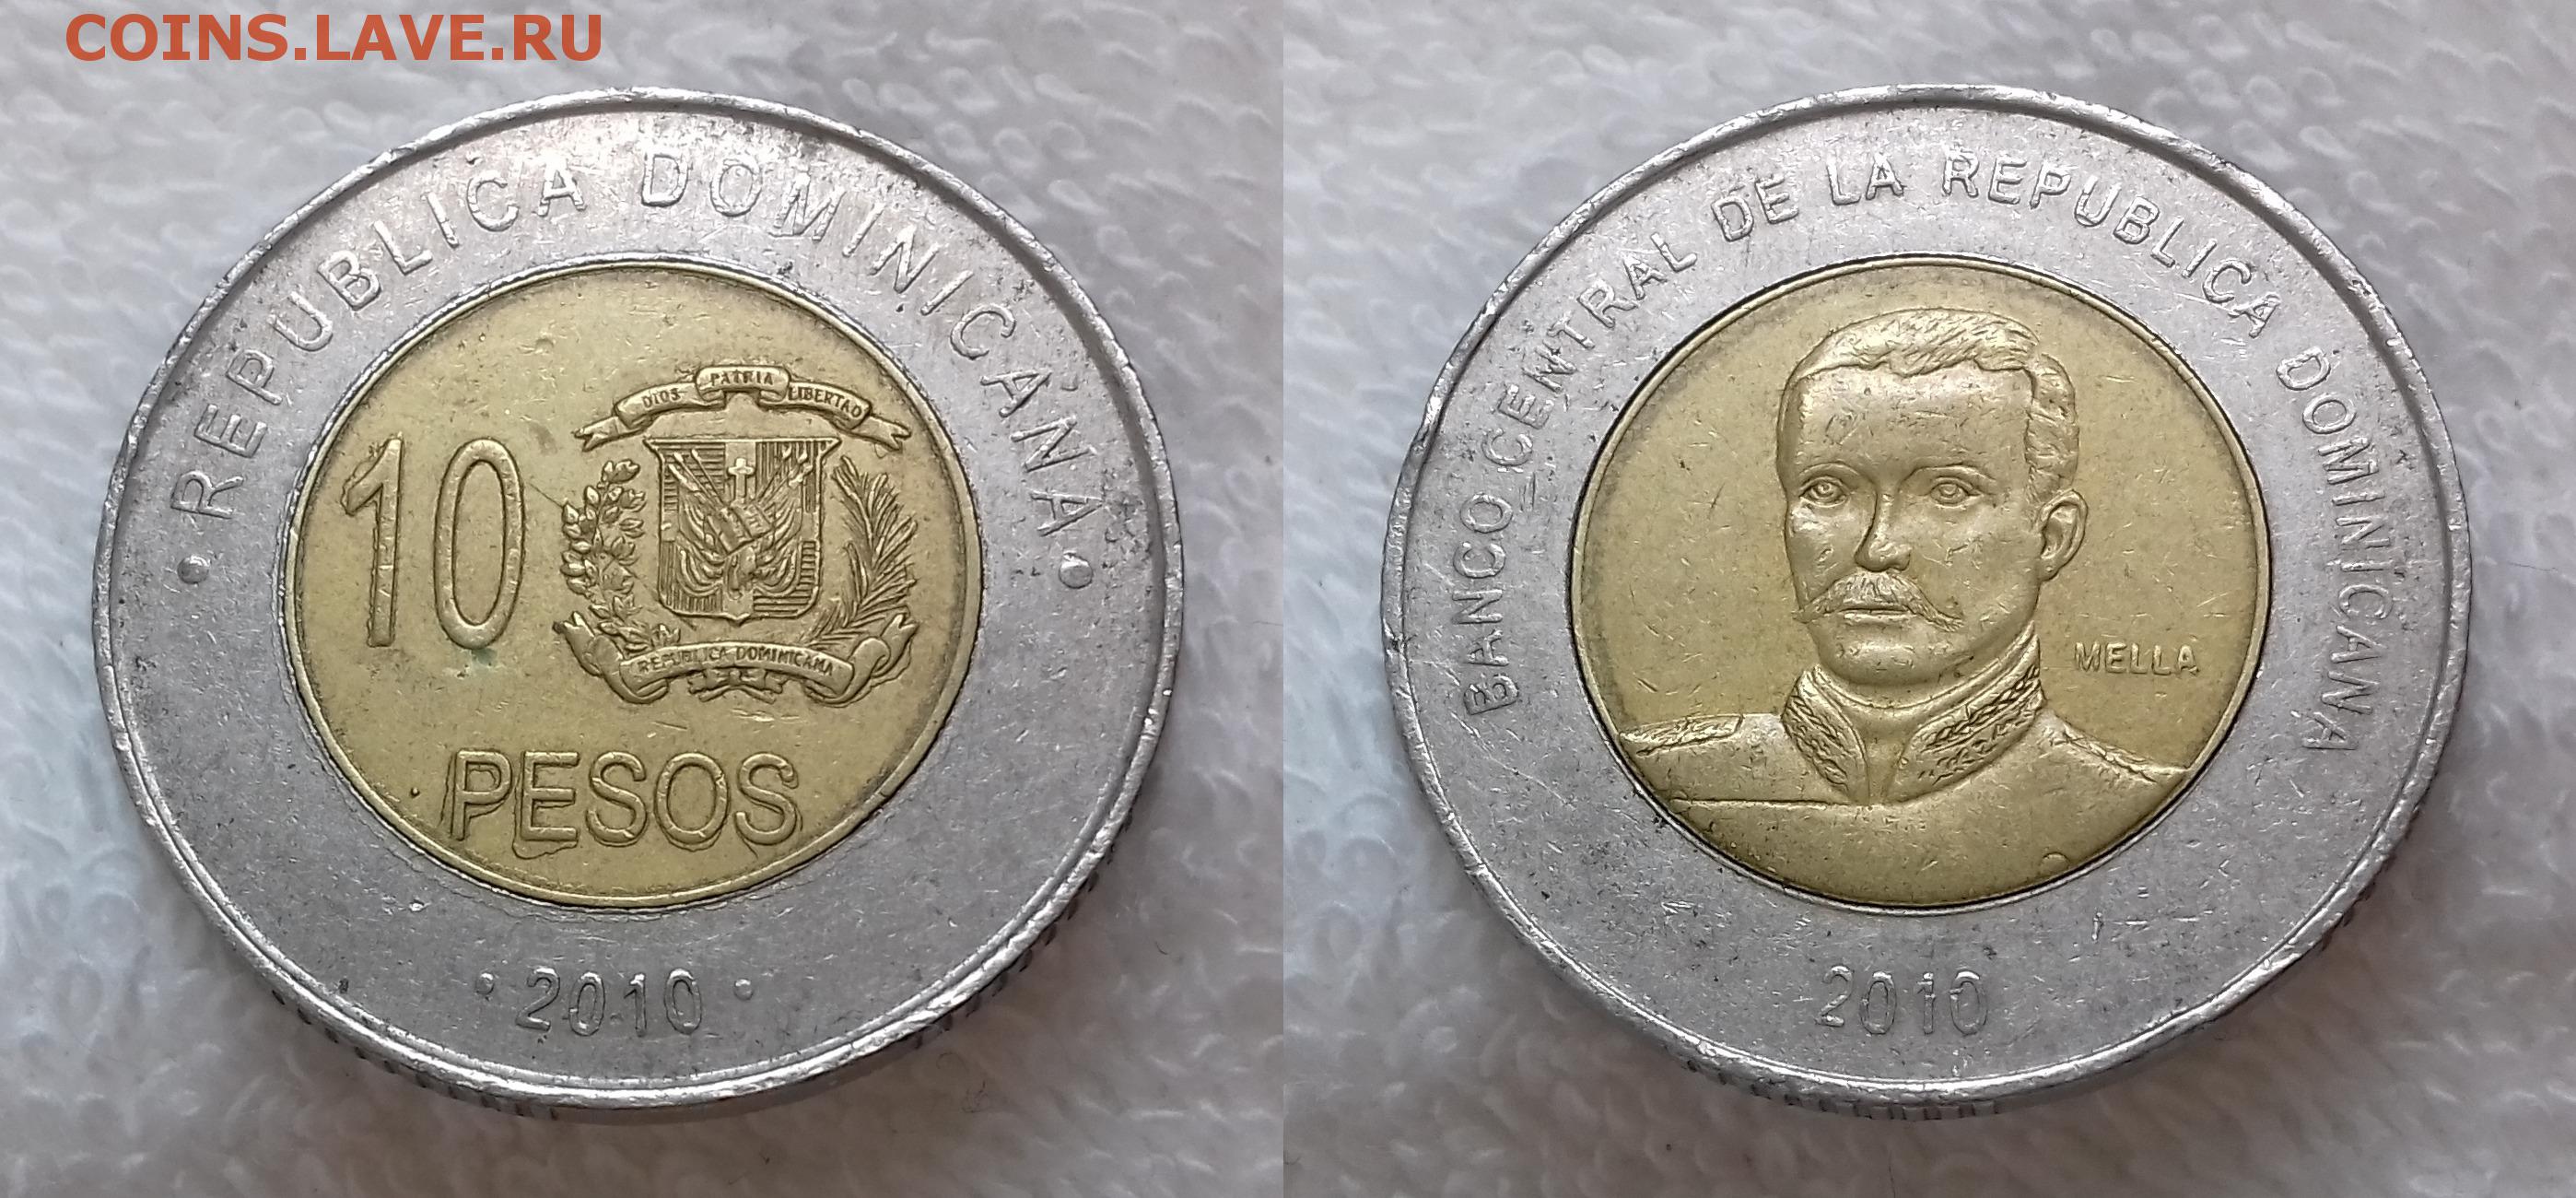 COINS.LAVE.RU
• REPUBLICA DOMINICANA •
DIOS PATRIA LIBERTAD
10
REPUBLICA DOMINICANA
PESOS
• 2010 •
BANCO CENTRAL DE LA REPUBLICA DOMINICANA
MELLA
2010